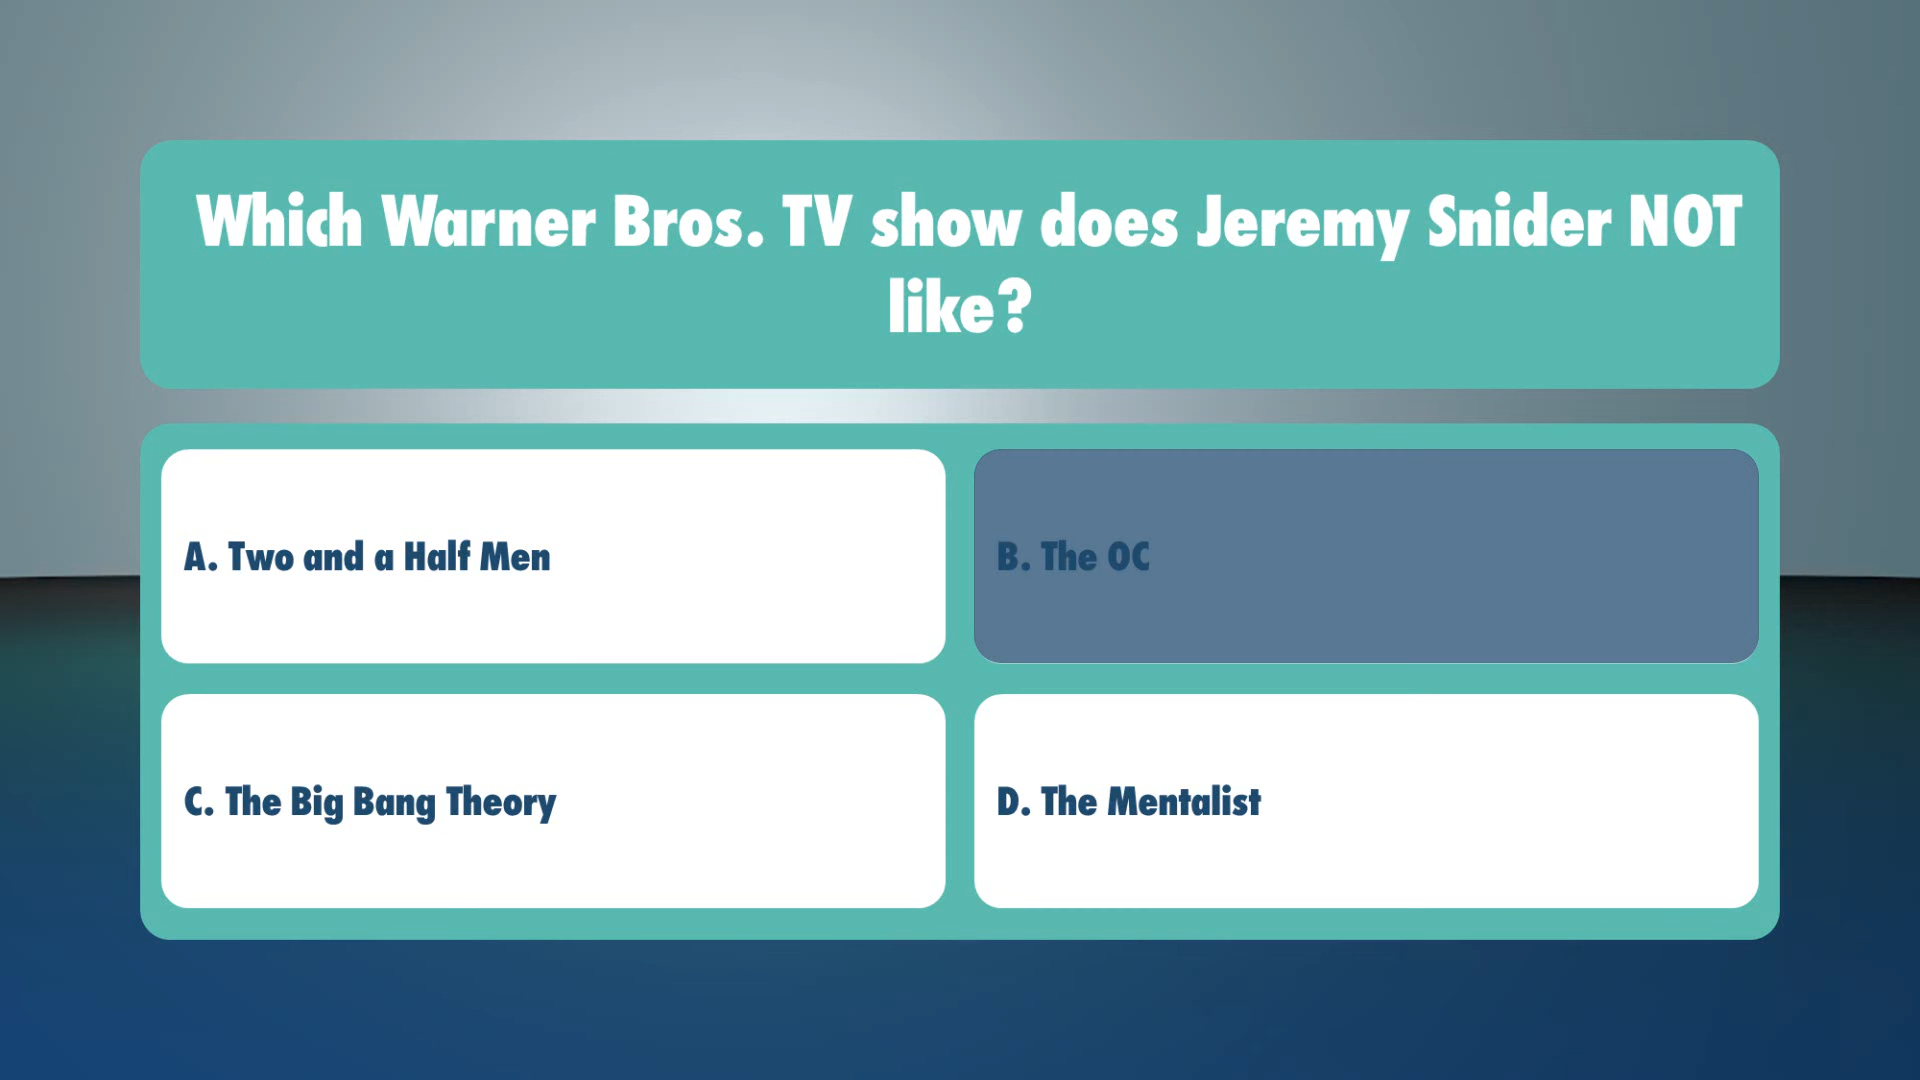 Which Warner Bros. TV show does Jeremy Snider NOT
like?
A. Two and a Half Men
B. The OC
C. The Big Bang Theory
D. The Mentalist